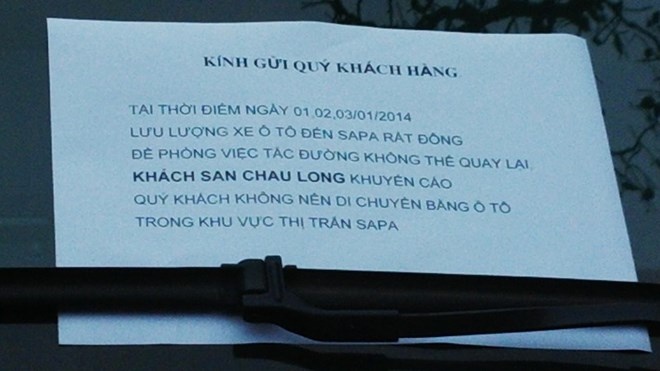 KÍNH GỬI QUÝ KHÁCH HÀNG
TẠI THỜI ĐIỂM NGÀY 01,02,03/01/2014
LƯU LƯỢNG XE Ô TÔ ĐẾN SAPA RẤT ĐÔNG
ĐỀ PHÒNG VIỆC TẮC ĐƯỜNG KHÔNG THỂ QUAY LẠI
KHÁCH SẠN CHAU LONG KHUYẾN CÁO
QUÝ KHÁCH KHÔNG NÊN DI CHUYỂN BẰNG Ô TÔ
TRONG KHU VỰC THỊ TRẤN SAPA